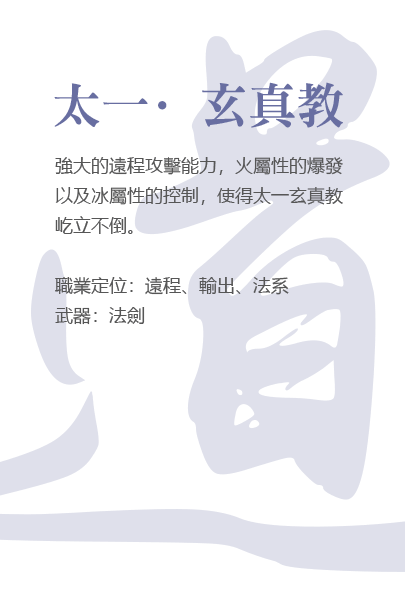 太一·玄真教
強大的遠程攻擊能力，火屬性的爆發
以及冰屬性的控制，使得太一玄真教
屹立不倒。
職業定位：遠程、輸出、法系
武器：法劍
道